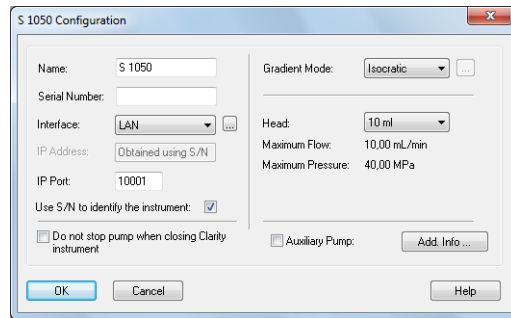 S 1050 Configuration
Name: S 1050
Serial Number:
Interface: LAN ...
IP Address: Obtained using S/N
IP Port: 10001
Use S/N to identify the instrument:
Do not stop pump when closing Clarity
instrument
Gradient Mode: Isocratic ...
Head: 10 ml
Maximum Flow: 10,00 mL/min
Maximum Pressure: 40,00 MPa
Auxiliary Pump: Add. Info ...
OK Cancel Help